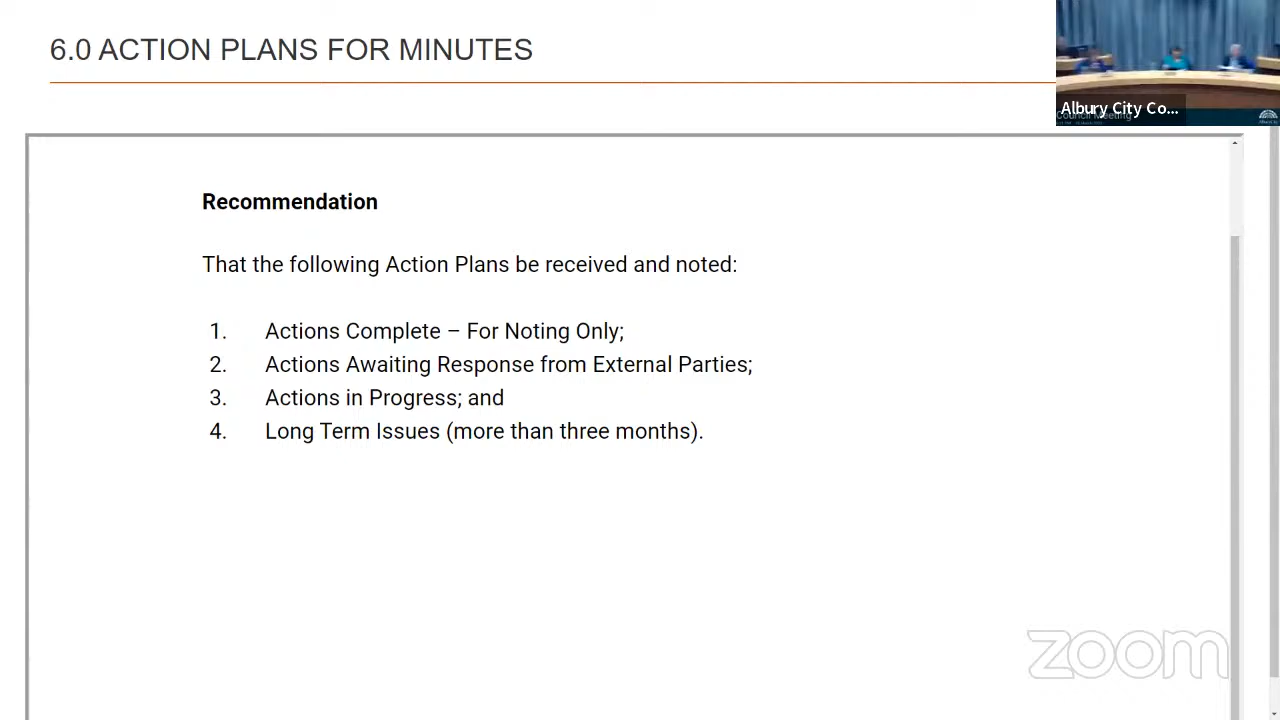 6.0 ACTION PLANS FOR MINUTES
Albury City Co...
Council Meeting
Recommendation
That the following Action Plans be received and noted:
1. Actions Complete – For Noting Only;
2. Actions Awaiting Response from External Parties;
3. Actions in Progress; and
4. Long Term Issues (more than three months).
zoom